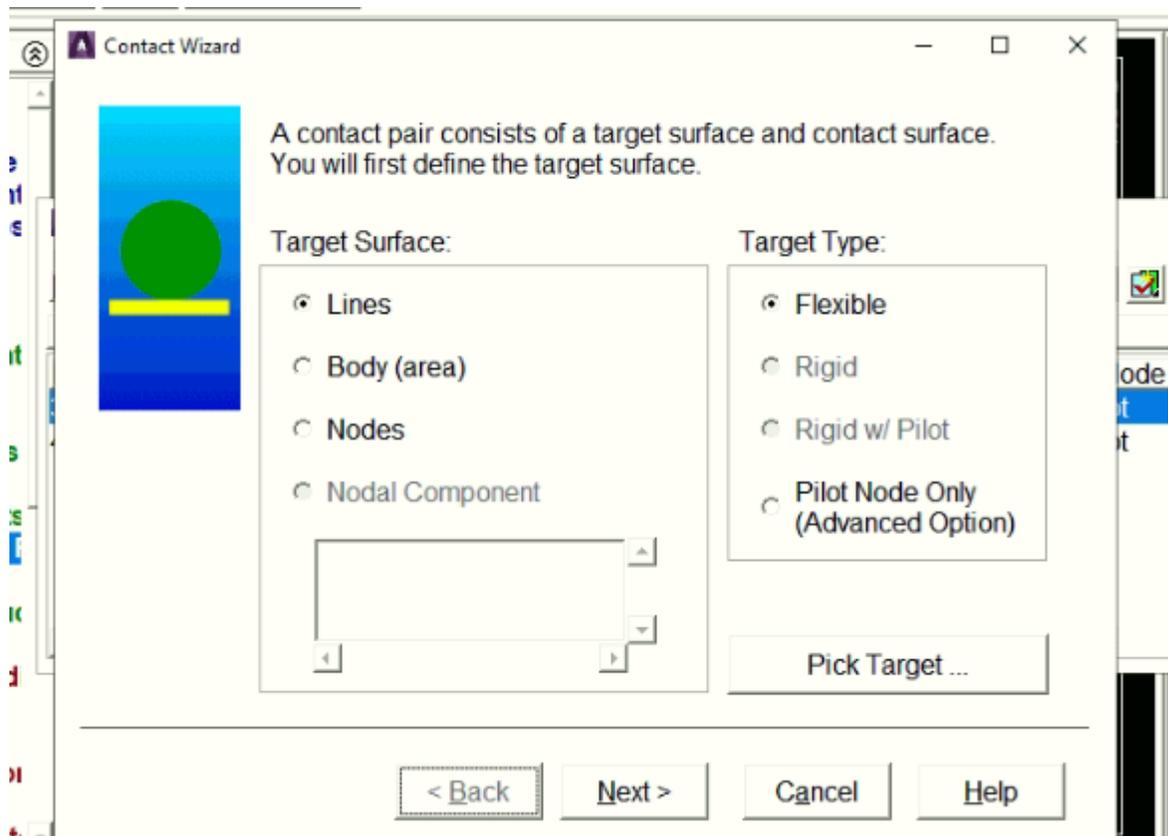 Contact Wizard
A contact pair consists of a target surface and contact surface.
You will first define the target surface.
Target Surface:
Lines
Body (area)
Nodes
Nodal Component
Target Type:
Flexible
Rigid
Rigid w/ Pilot
Pilot Node Only
(Advanced Option)
Pick Target ...
< Back
Next >
Cancel
Help